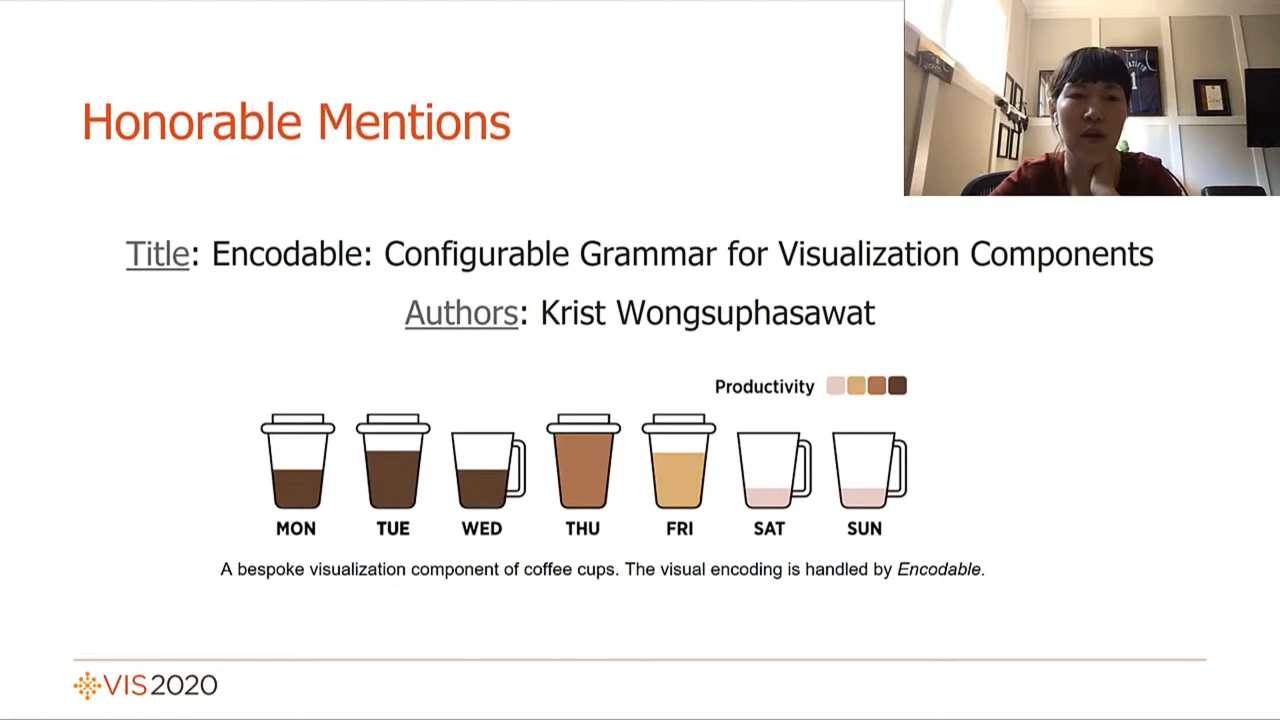 Honorable Mentions
Title: Encodable: Configurable Grammar for Visualization Components
Authors: Krist Wongsuphasawat
Productivity
MON TUE WED THU FRI SAT SUN
A bespoke visualization component of coffee cups. The visual encoding is handled by Encodable.
VIS2020